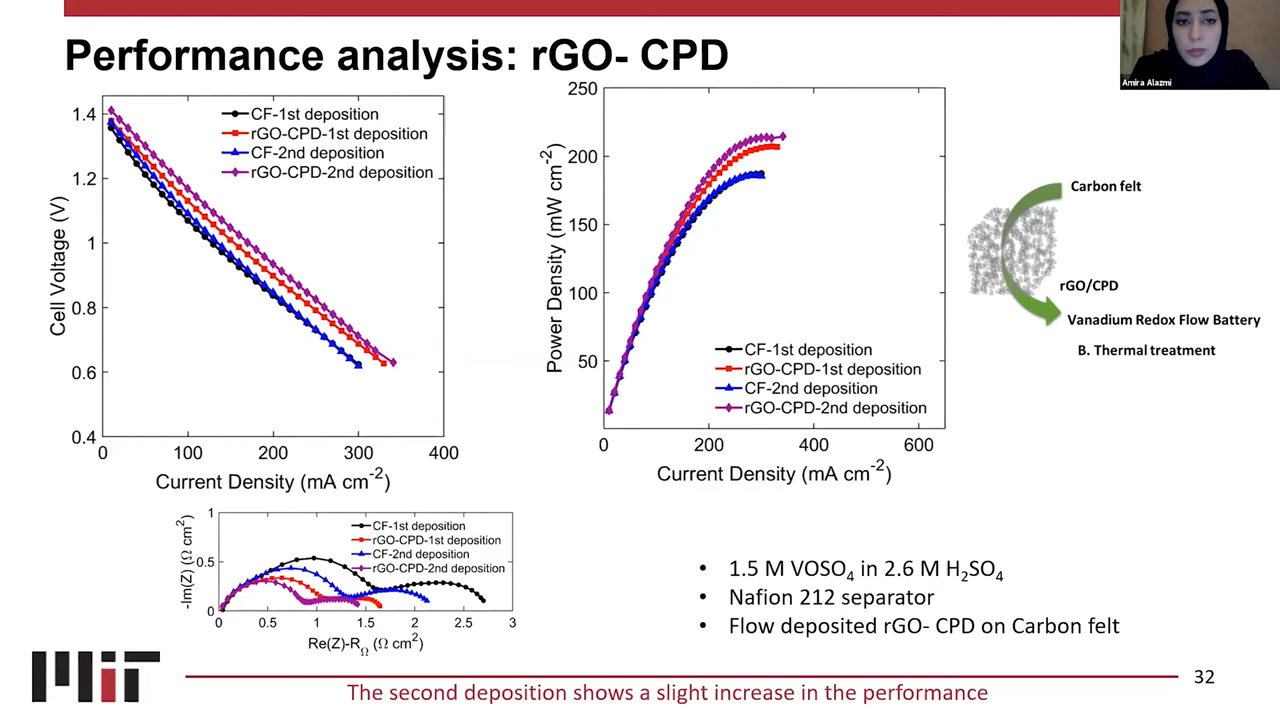 Performance analysis: rGO- CPD
Amira Alazmi
CF-1st deposition
rGO-CPD-1st deposition
CF-2nd deposition
rGO-CPD-2nd deposition
1.4
1.2
1
0.8
0.6
0.4
0
100
200
300
400
Cell Voltage (V)
Current Density (mA cm-2)
250
200
150
100
50
0
200
400
600
Power Density (mW cm-2)
Current Density (mA cm-2)
CF-1st deposition
rGO-CPD-1st deposition
CF-2nd deposition
rGO-CPD-2nd deposition
Carbon felt
rGO/CPD
Vanadium Redox Flow Battery
B. Thermal treatment
1
0.5
0
0
0.5
1
1.5
2
2.5
3
-Im(Z) (Ω cm2)
Re(Z)-RΩ (Ω cm2)
CF-1st deposition
rGO-CPD-1st deposition
CF-2nd deposition
rGO-CPD-2nd deposition
• 1.5 M VOSO4 in 2.6 M H2SO4
• Nafion 212 separator
• Flow deposited rGO- CPD on Carbon felt
MIT
The second deposition shows a slight increase in the performance
32